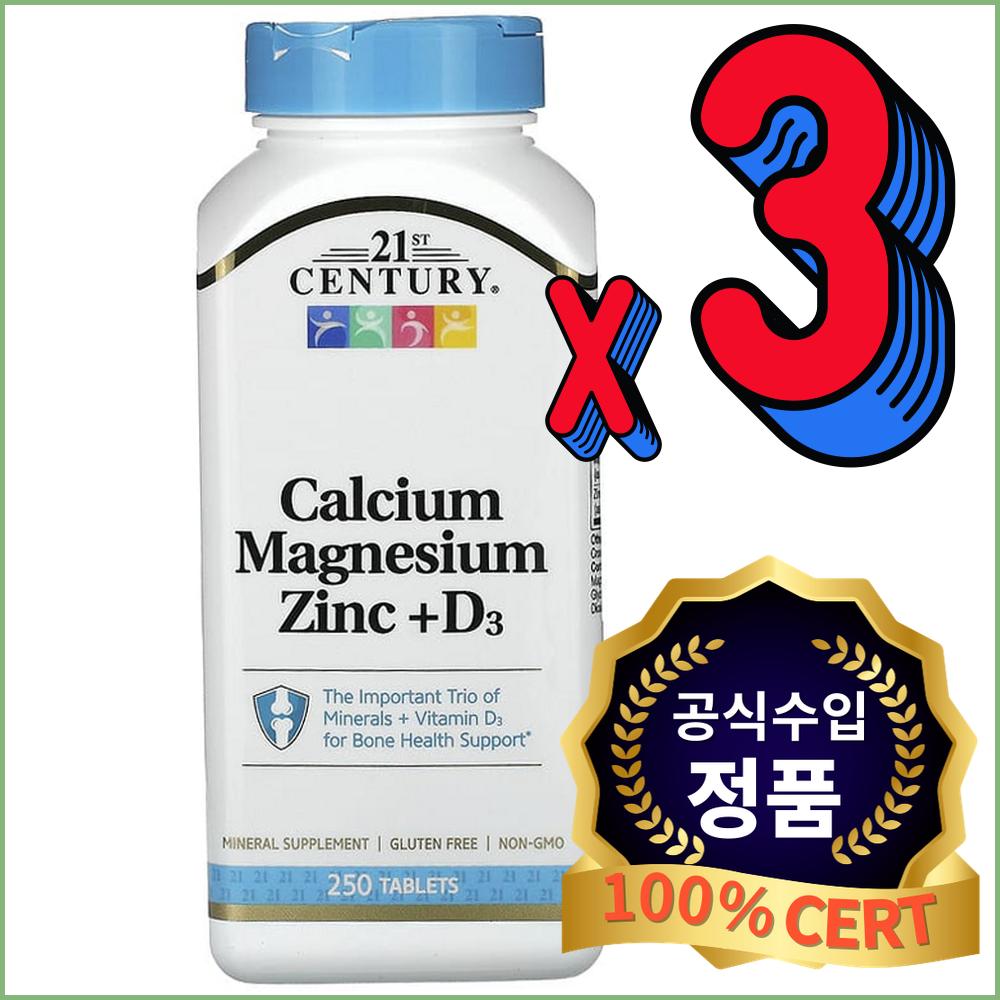 21ST
CENTURY®
x 3
Calcium
Magnesium
Zinc +D3
The Important Trio of
Minerals + Vitamin D3
for Bone Health Support*
MINERAL SUPPLEMENT | GLUTEN FREE | NON-GMO
250 TABLETS
공식수입
정품
100% CERT